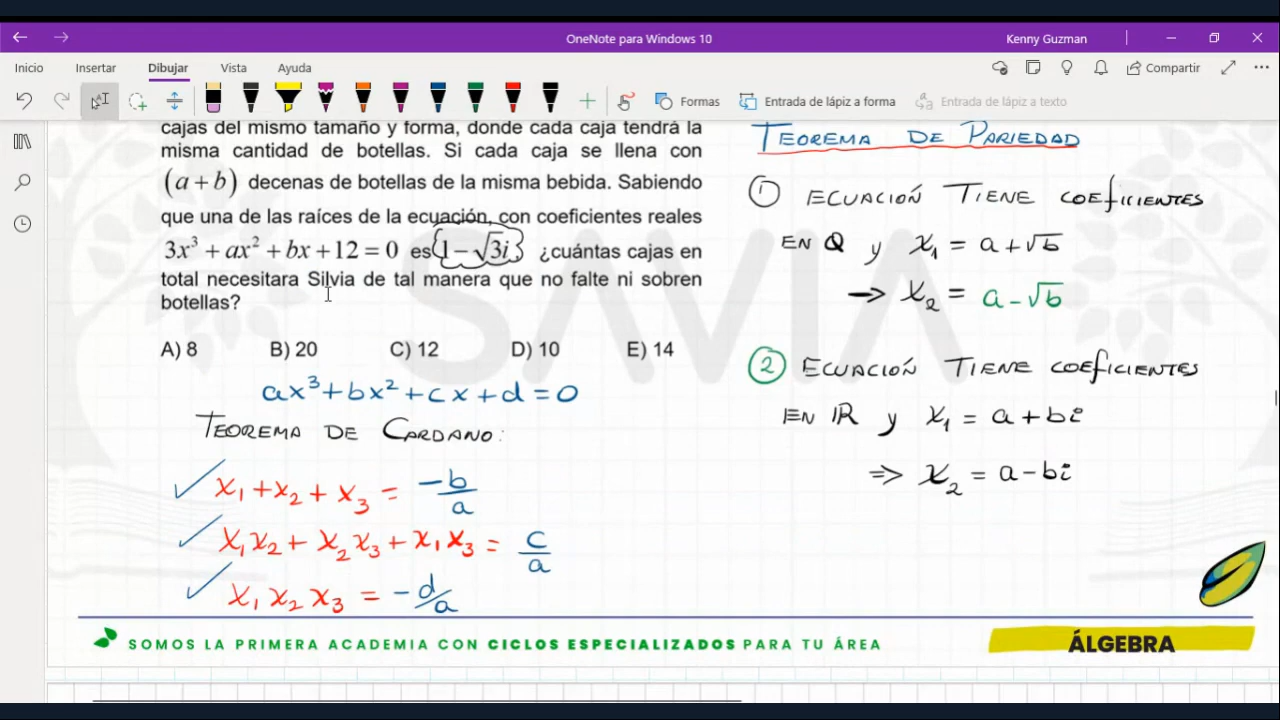 OneNote para Windows 10
Kenny Guzman
Inicio Insertar Dibujar Vista Ayuda
Compartir
Formas Entrada de lápiz a forma Entrada de lápiz a texto
cajas del mismo tamaño y forma, donde cada caja tendrá la
misma cantidad de botellas. Si cada caja se llena con
(a+b) decenas de botellas de la misma bebida. Sabiendo
que una de las raíces de la ecuación, con coeficientes reales
3x³ + ax² + bx + 12 = 0 es 1 − √3i ¿cuántas cajas en
total necesitara Silvia de tal manera que no falte ni sobren
botellas?
A) 8 B) 20 C) 12 D) 10 E) 14
ax³+bx²+cx+d=0
TEOREMA DE CARDANO:
x₁+x₂+x₃ = -b/a
x₁x₂+x₂x₃+x₁x₃ = c/a
x₁x₂x₃ = -d/a
TEOREMA DE PARIEDAD
① ECUACIÓN TIENE COEFICIENTES
EN Q y x₁ = a+√b
→ x₂ = a-√b
② ECUACIÓN TIENE COEFICIENTES
EN IR y x₁ = a+bi
⇒ x₂ = a-bi
SAVIA
SOMOS LA PRIMERA ACADEMIA CON CICLOS ESPECIALIZADOS PARA TU ÁREA
ÁLGEBRA